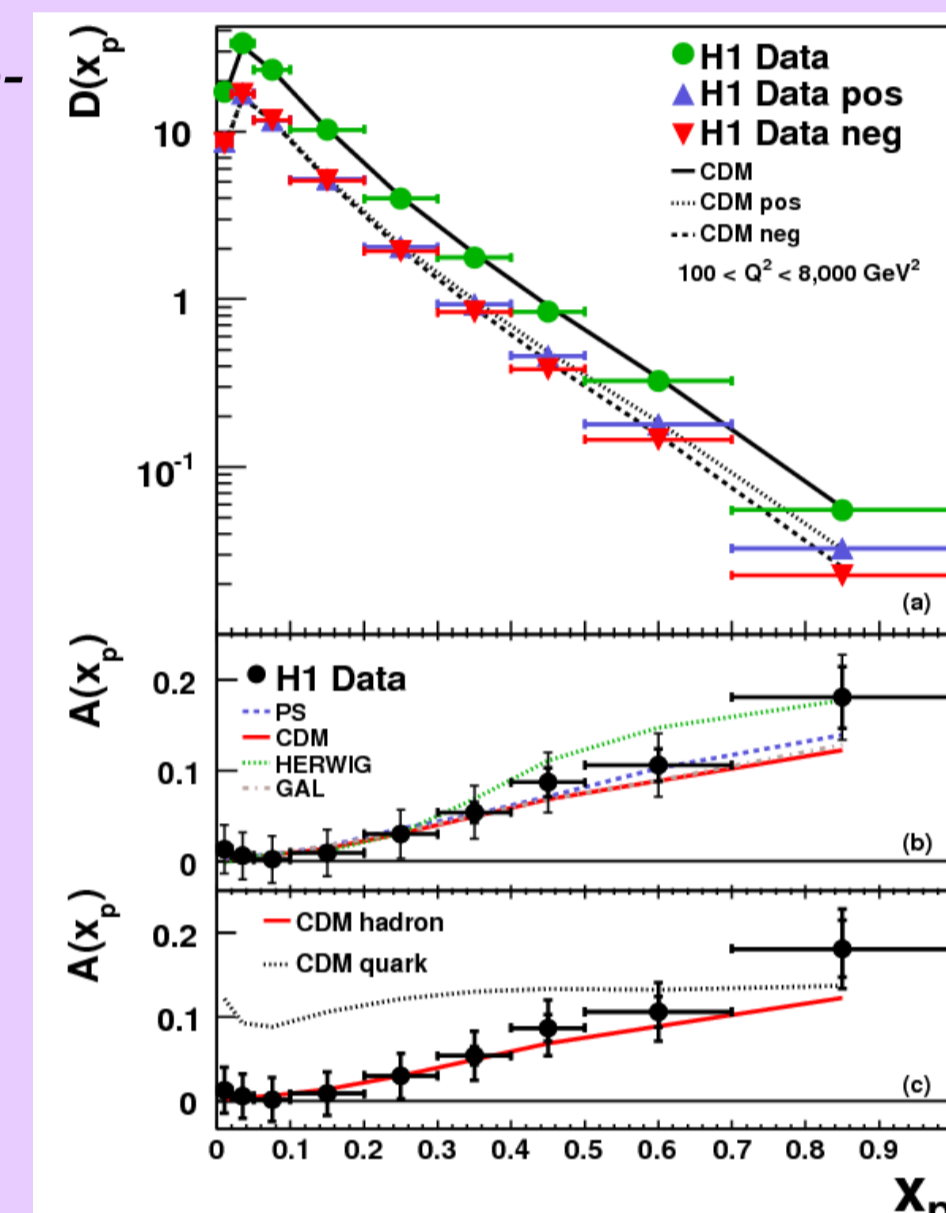 -
D(x_p)
H1 Data
H1 Data pos
H1 Data neg
CDM
CDM pos
CDM neg
100 < Q² < 8,000 GeV²
10
1
10⁻¹
(a)
A(x_p)
H1 Data
PS
CDM
HERWIG
GAL
0.2
0.1
0
(b)
A(x_p)
CDM hadron
CDM quark
0.2
0.1
0
(c)
0 0.1 0.2 0.3 0.4 0.5 0.6 0.7 0.8 0.9
x_p